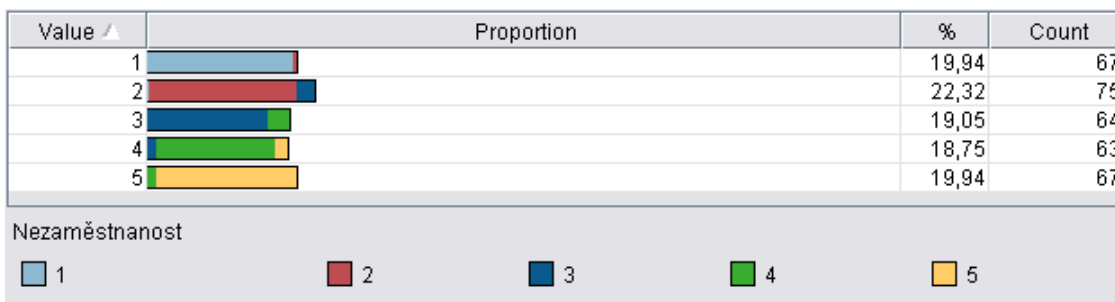 Value Proportion % Count
1 19,94 67
2 22,32 75
3 19,05 64
4 18,75 63
5 19,94 67
Nezaměstnanost
1 2 3 4 5